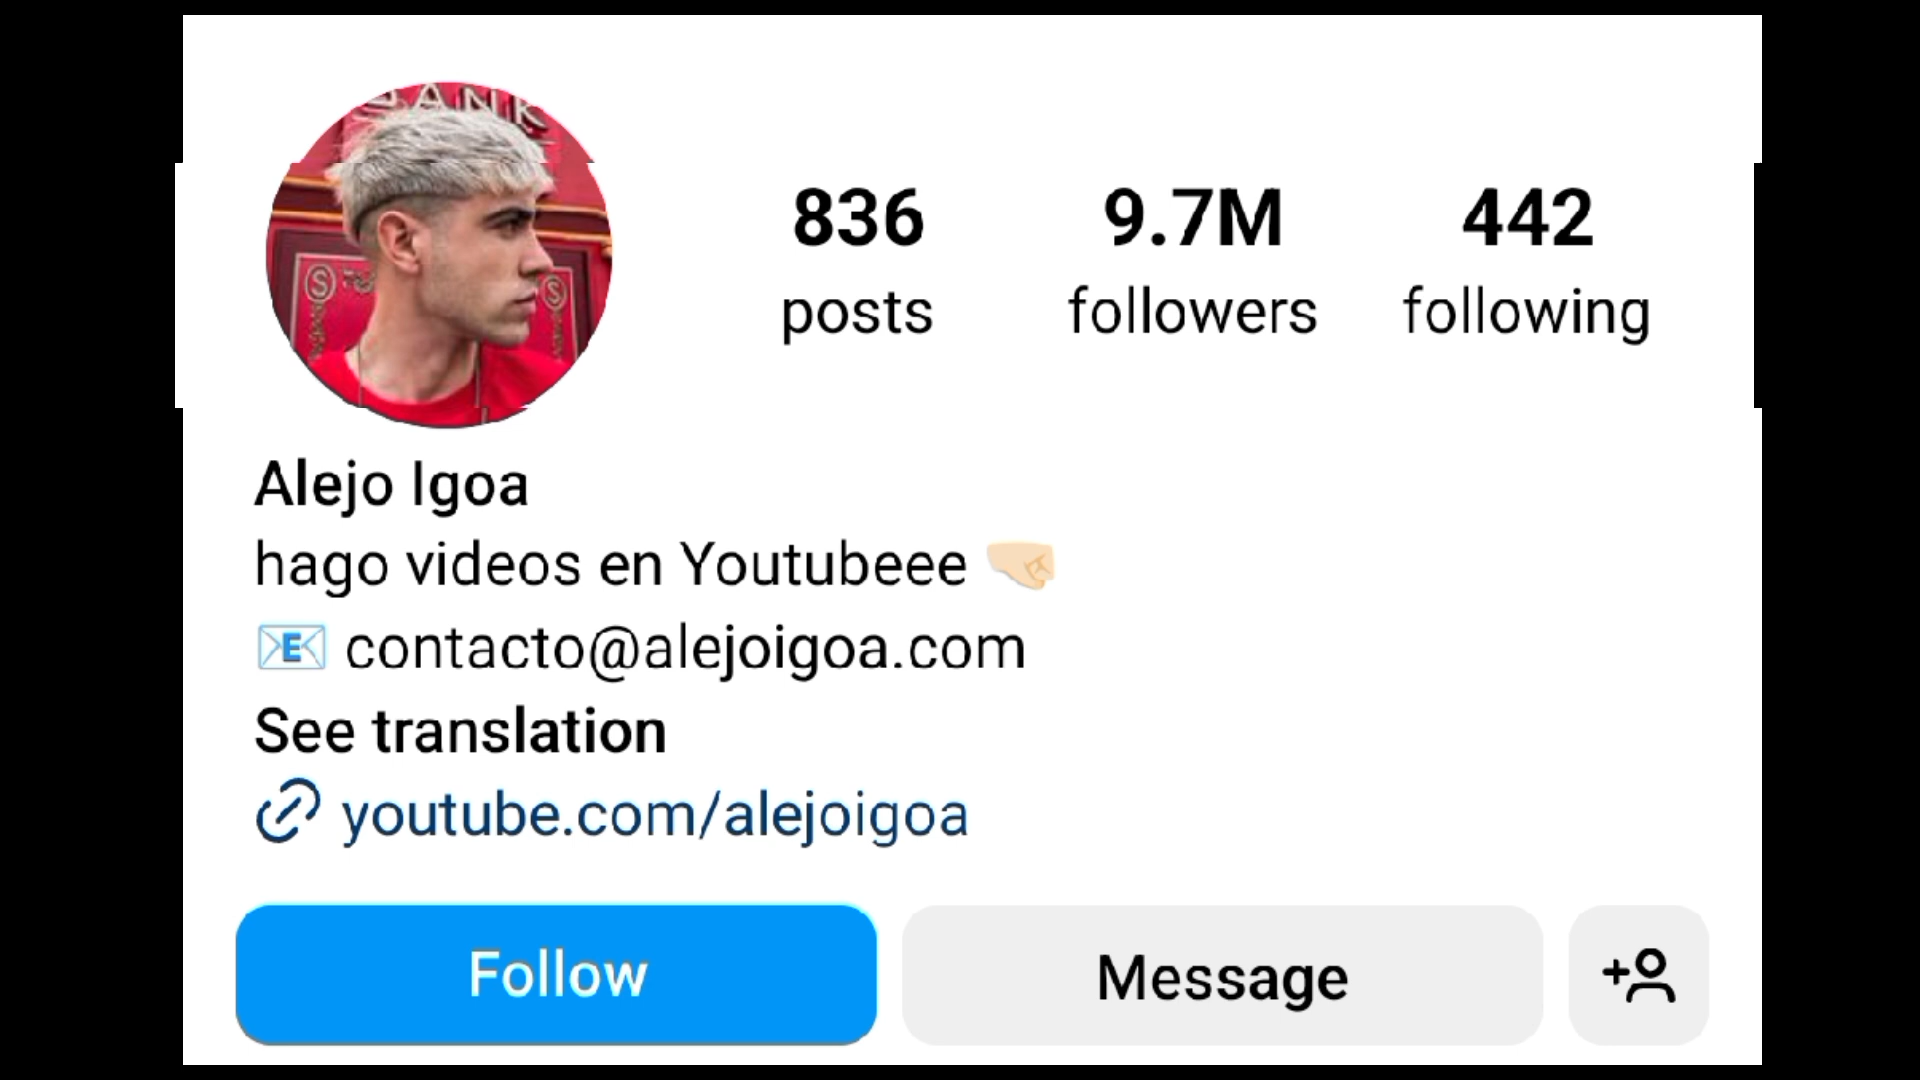 BANK
836 9.7M 442
posts followers following
Alejo Igoa
hago videos en Youtubeee 🤜🏻
📧 contacto@alejoigoa.com
See translation
youtube.com/alejoigoa
Follow Message